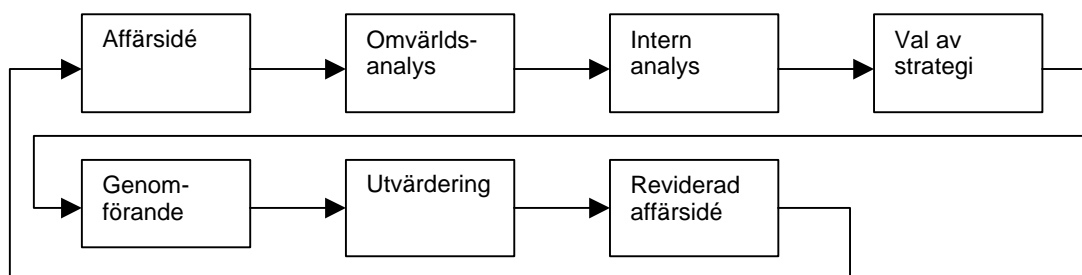 Affärsidé
Omvärlds-
analys
Intern
analys
Val av
strategi
Genom-
förande
Utvärdering
Reviderad
affärsidé